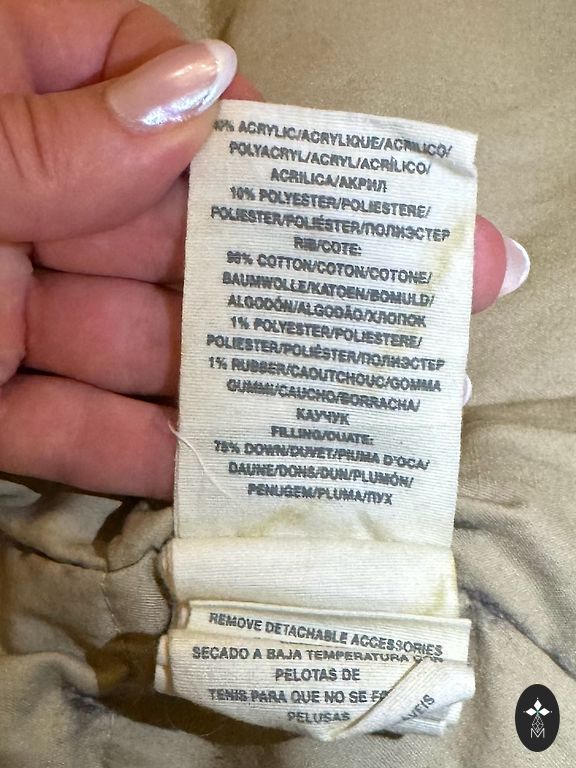 % ACRYLIC/ACRYLIQUE/ACRILICO/
POLYACRYL/ACRYL/ACRÍLICO/
ACRILICA/АКРИЛ
10% POLYESTER/POLIESTERE/
POLIESTER/POLIÉSTER/ПОЛИЭСТЕР
RIB/COTE:
98% COTTON/COTON/COTONE/
BAUMWOLLE/KATOEN/BOMULD/
ALGODÓN/ALGODÃO/ХЛОПОК
1% POLYESTER/POLIESTERE/
POLIESTER/POLIÉSTER/ПОЛИЭСТЕР
1% RUBBER/CAOUTCHOUC/GOMMA
GUMMI/CAUCHO/BORRACHA/
КАУЧУК
FILLING/OUATE:
75% DOWN/DUVET/PIUMA D'OCA/
DAUNE/DONS/DUN/PLUMÓN/
PENUGEM/PLUMA/ПУХ
REMOVE DETACHABLE ACCESSORIES
SECADO A BAJA TEMPERATURA CON
PELOTAS DE
TENIS PARA QUE NO SE
PELUSAS